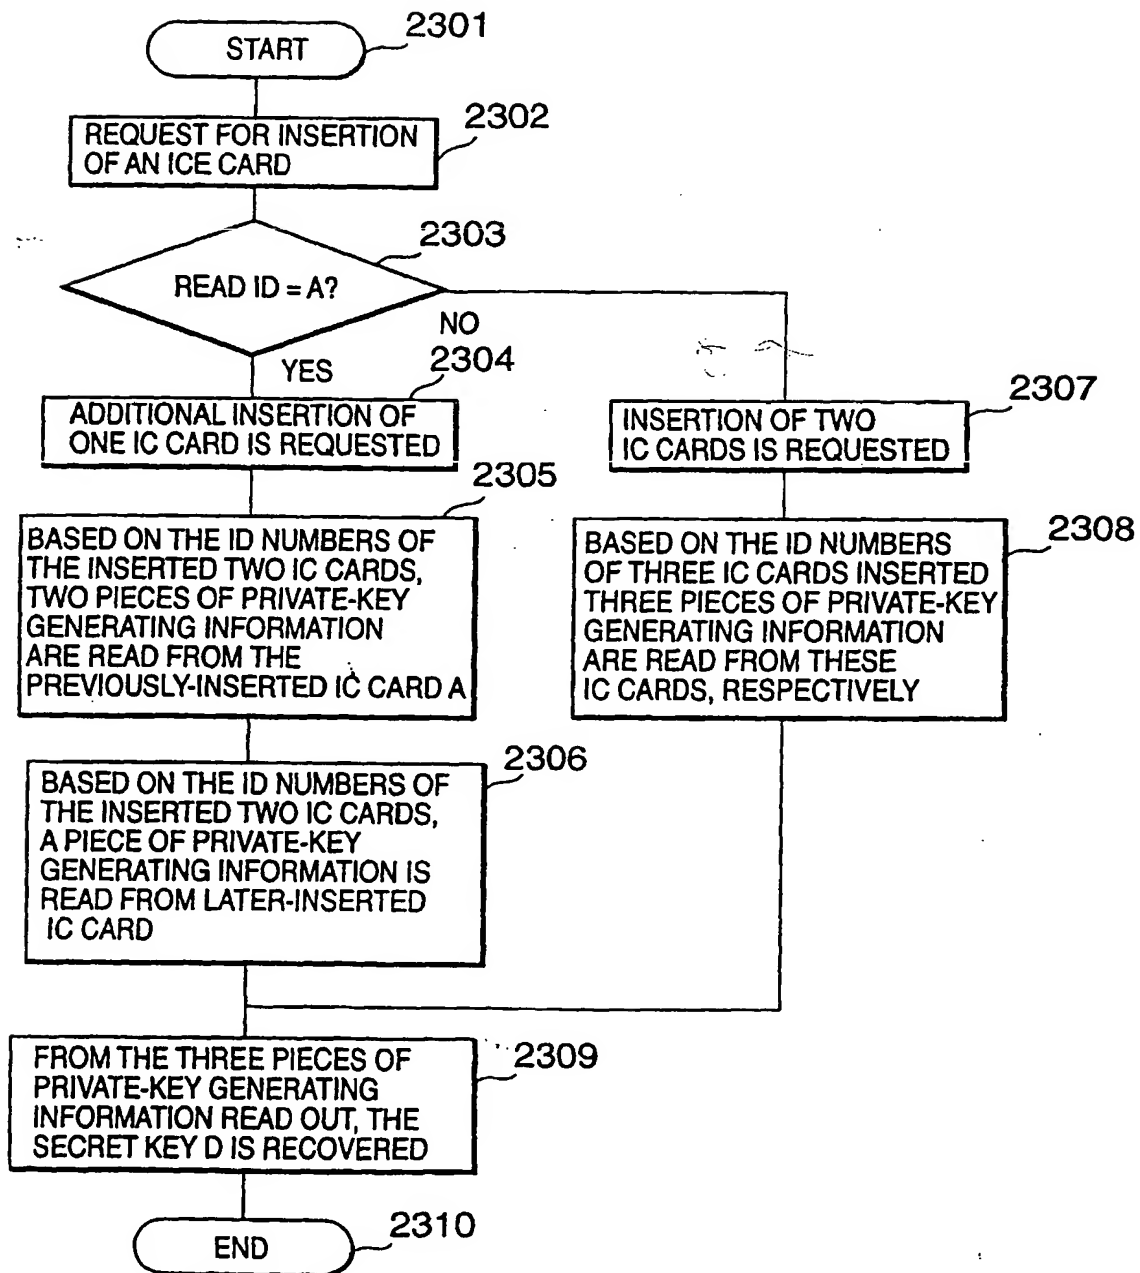 START
2301
REQUEST FOR INSERTION
OF AN ICE CARD
2302
READ ID = A?
2303
NO
YES
2304
ADDITIONAL INSERTION OF
ONE IC CARD IS REQUESTED
2307
INSERTION OF TWO
IC CARDS IS REQUESTED
2305
BASED ON THE ID NUMBERS OF
THE INSERTED TWO IC CARDS,
TWO PIECES OF PRIVATE-KEY
GENERATING INFORMATION
ARE READ FROM THE
PREVIOUSLY-INSERTED IC CARD A
2308
BASED ON THE ID NUMBERS
OF THREE IC CARDS INSERTED
THREE PIECES OF PRIVATE-KEY
GENERATING INFORMATION
ARE READ FROM THESE
IC CARDS, RESPECTIVELY
2306
BASED ON THE ID NUMBERS OF
THE INSERTED TWO IC CARDS,
A PIECE OF PRIVATE-KEY
GENERATING INFORMATION IS
READ FROM LATER-INSERTED
IC CARD
2309
FROM THE THREE PIECES OF
PRIVATE-KEY GENERATING
INFORMATION READ OUT, THE
SECRET KEY D IS RECOVERED
END
2310